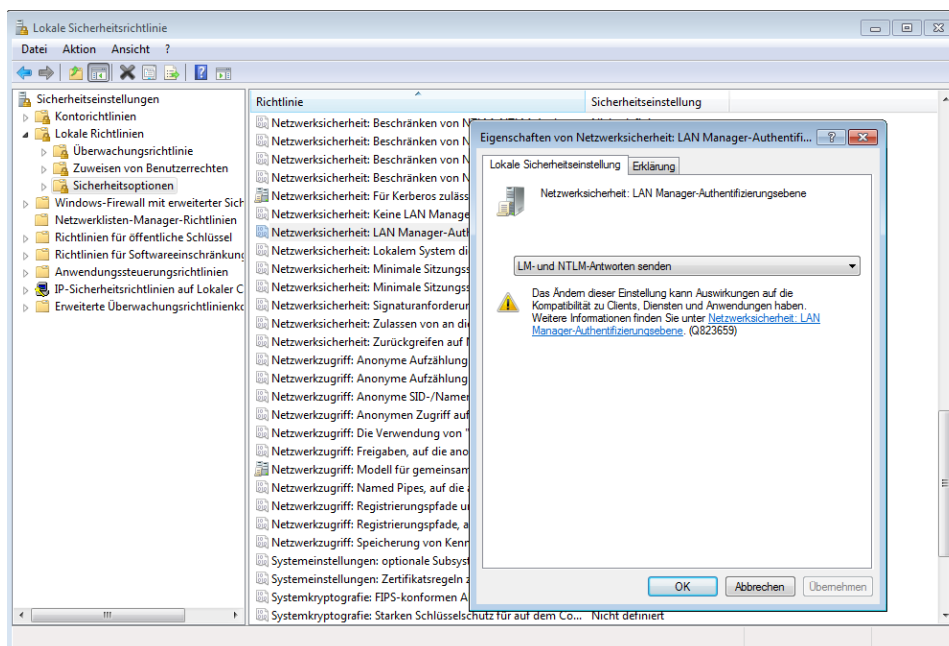 Lokale Sicherheitsrichtlinie
Datei Aktion Ansicht ?
Sicherheitseinstellungen
Kontorichtlinien
Lokale Richtlinien
Überwachungsrichtlinie
Zuweisen von Benutzerrechten
Sicherheitsoptionen
Windows-Firewall mit erweiterter Sich
Netzwerklisten-Manager-Richtlinien
Richtlinien für öffentliche Schlüssel
Richtlinien für Softwareeinschränkung
Anwendungssteuerungsrichtlinien
IP-Sicherheitsrichtlinien auf Lokaler C
Erweiterte Überwachungsrichtlinienko
Richtlinie Sicherheitseinstellung
Netzwerksicherheit: Beschränken von
Netzwerksicherheit: Beschränken von N
Netzwerksicherheit: Beschränken von N
Netzwerksicherheit: Beschränken von N
Netzwerksicherheit: Für Kerberos zuläss
Netzwerksicherheit: Keine LAN Manage
Netzwerksicherheit: LAN Manager-Auth
Netzwerksicherheit: Lokalem System di
Netzwerksicherheit: Minimale Sitzungss
Netzwerksicherheit: Minimale Sitzungss
Netzwerksicherheit: Signaturanforderun
Netzwerksicherheit: Zulassen von an die
Netzwerksicherheit: Zurückgreifen auf
Netzwerkzugriff: Anonyme Aufzählung
Netzwerkzugriff: Anonyme Aufzählung
Netzwerkzugriff: Anonyme SID-/Namen
Netzwerkzugriff: Anonymen Zugriff auf
Netzwerkzugriff: Die Verwendung von "
Netzwerkzugriff: Freigaben, auf die ano
Netzwerkzugriff: Modell für gemeinsam
Netzwerkzugriff: Named Pipes, auf die a
Netzwerkzugriff: Registrierungspfade u
Netzwerkzugriff: Registrierungspfade, a
Netzwerkzugriff: Speicherung von Kenn
Systemeinstellungen: optionale Subsyst
Systemeinstellungen: Zertifikatsregeln z
Systemkryptografie: FIPS-konformen A
Systemkryptografie: Starken Schlüsselschutz für auf dem Co... Nicht definiert
Eigenschaften von Netzwerksicherheit: LAN Manager-Authentifi...
Lokale Sicherheitseinstellung Erklärung
Netzwerksicherheit: LAN Manager-Authentifizierungsebene
LM- und NTLM-Antworten senden
Das Ändern dieser Einstellung kann Auswirkungen auf die
Kompatibilität zu Clients, Diensten und Anwendungen haben.
Weitere Informationen finden Sie unter Netzwerksicherheit: LAN
Manager-Authentifizierungsebene. (Q823659)
OK Abbrechen Übernehmen